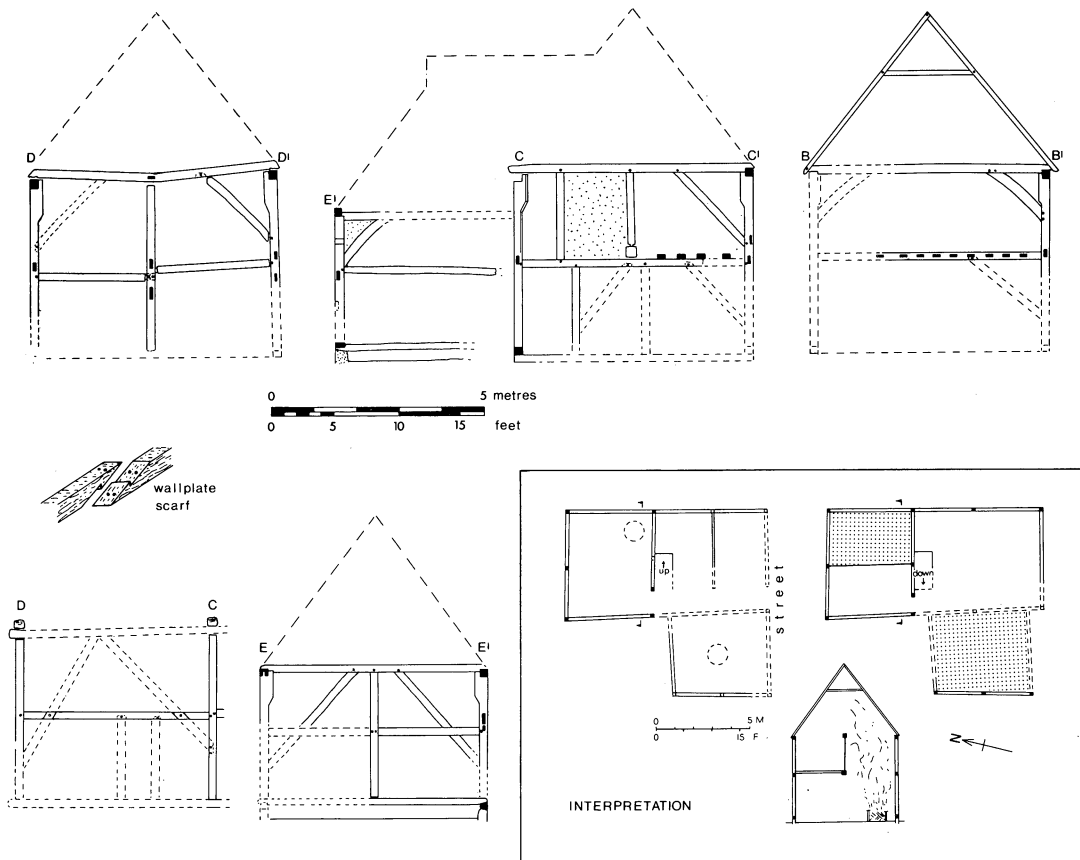 D D'
E' C C'
B B'
0 5 metres
0 5 10 15 feet
wallplate
scarf
D C
E E'
up
street
down
0 5 M
0 15 F
N
INTERPRETATION